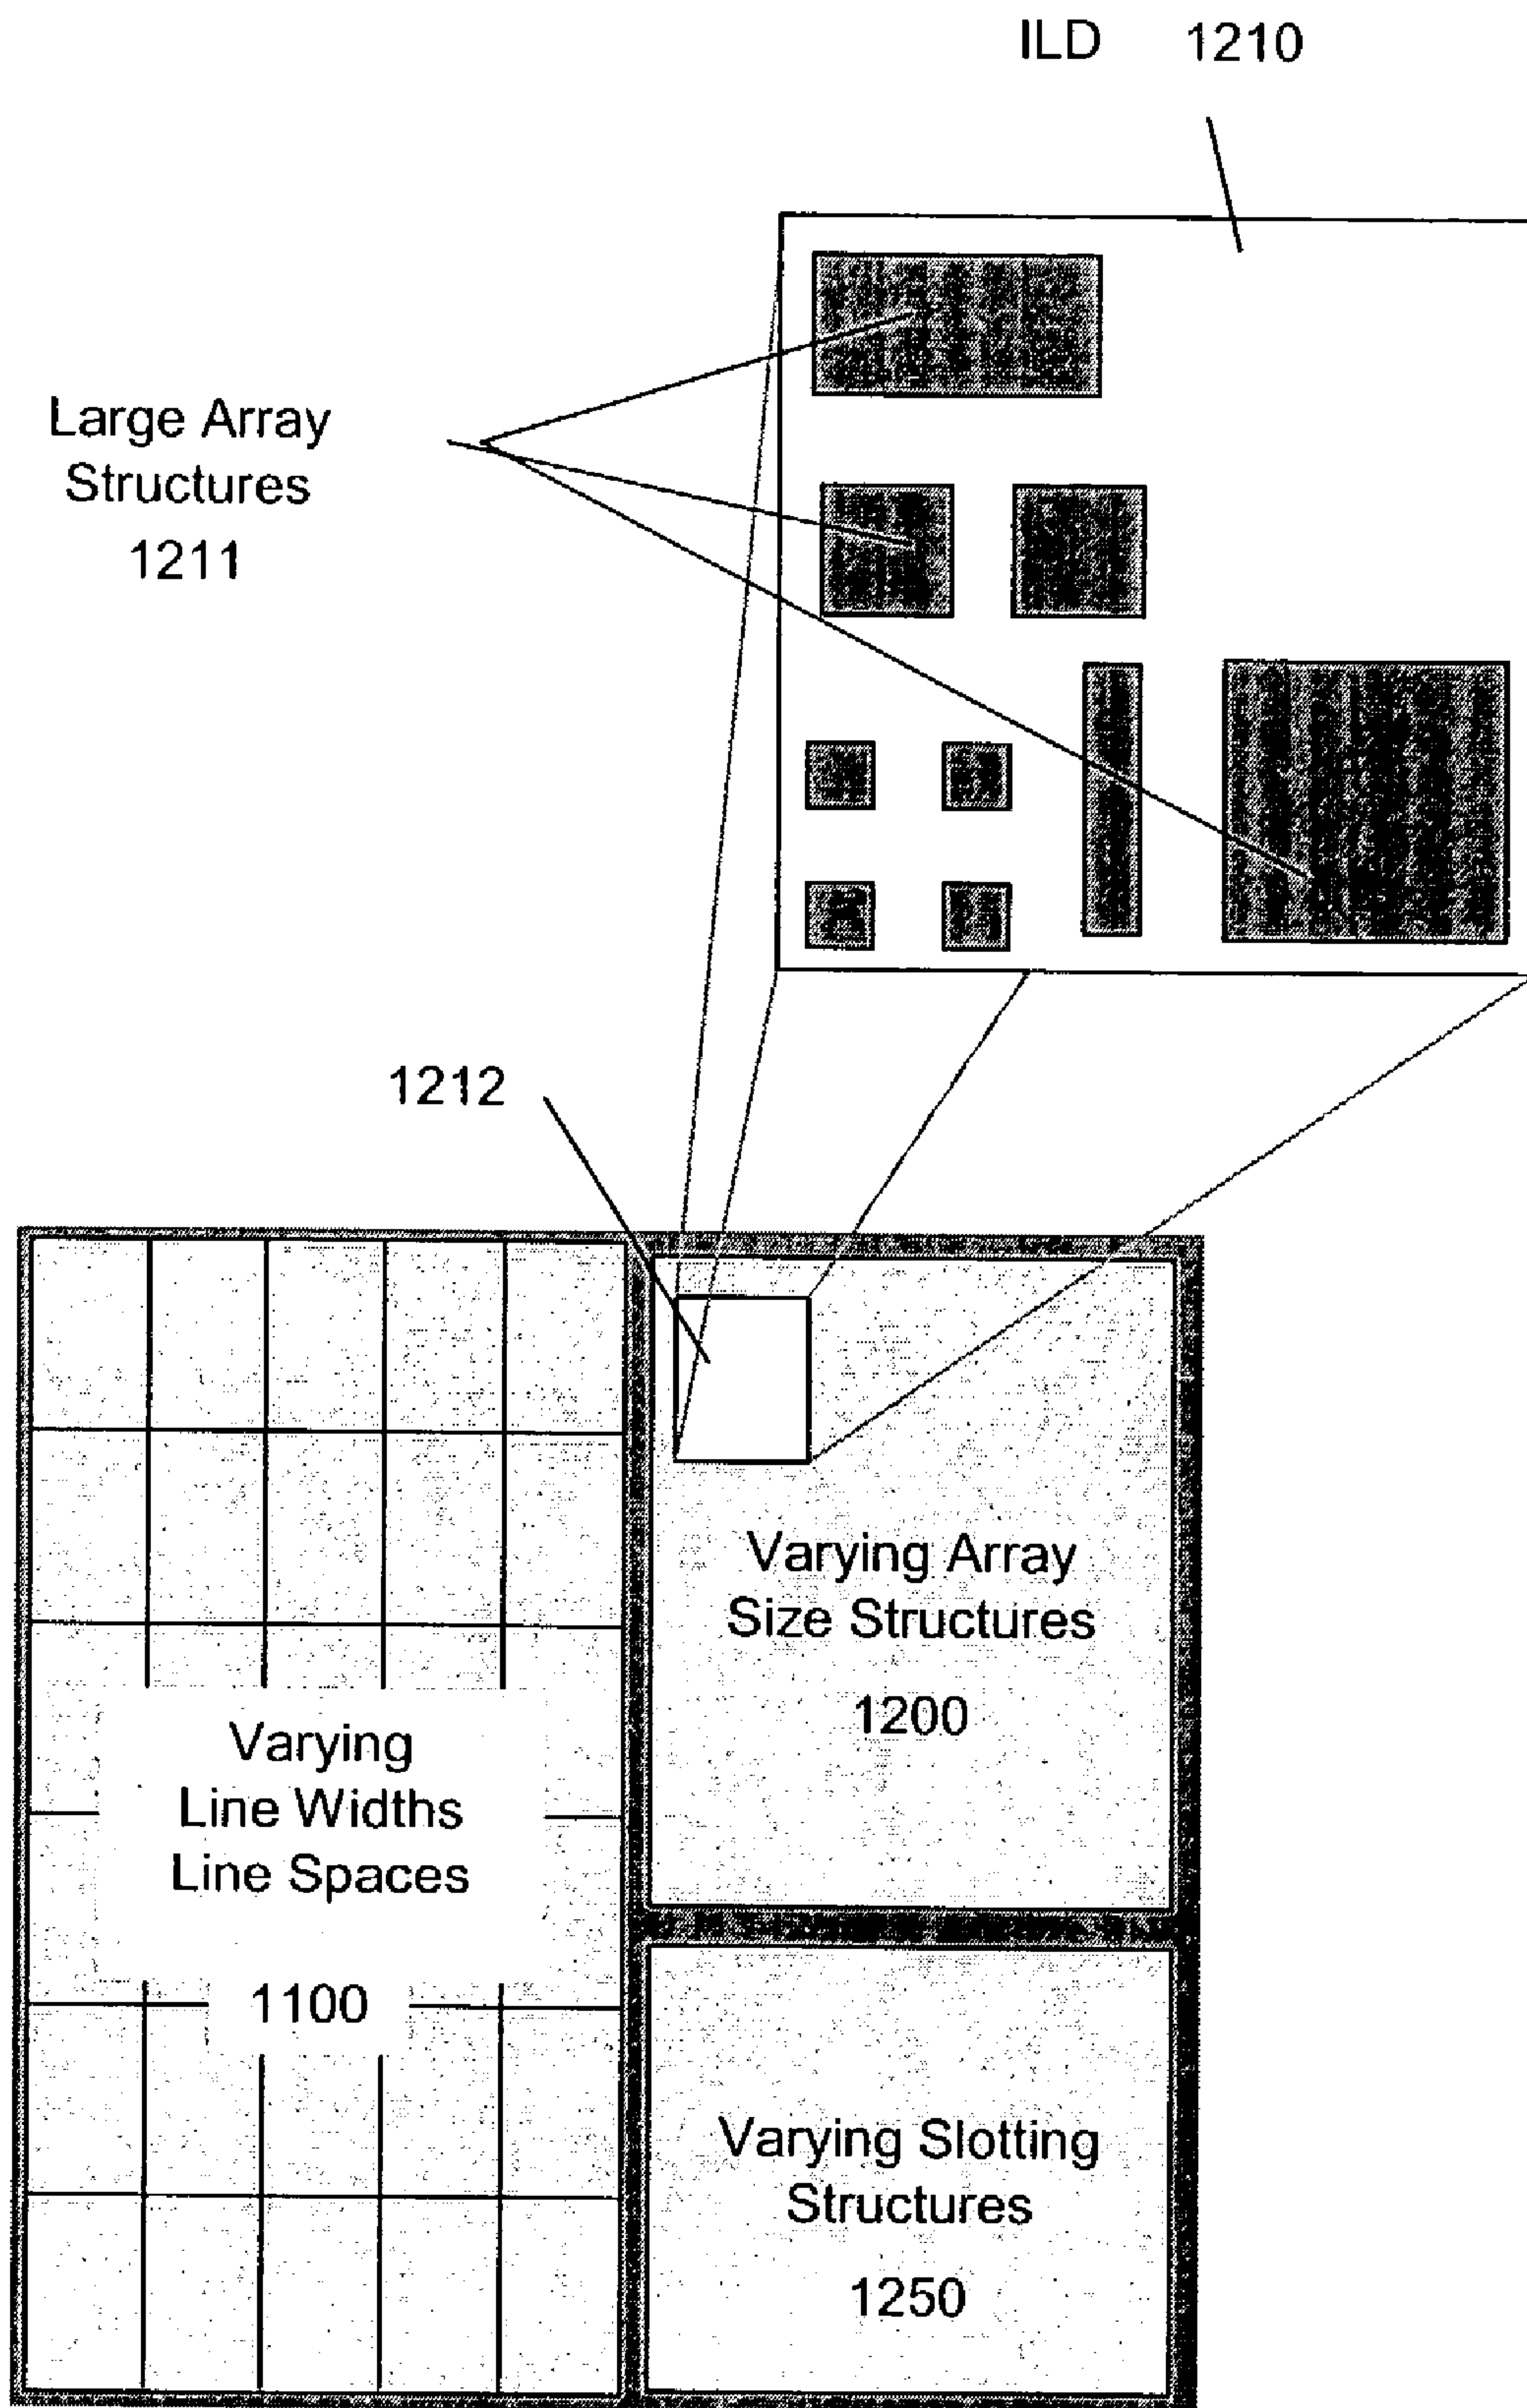 ILD 1210
Large Array
Structures
1211
1212
Varying Array
Size Structures
1200
Varying
Line Widths
Line Spaces
1100
Varying Slotting
Structures
1250